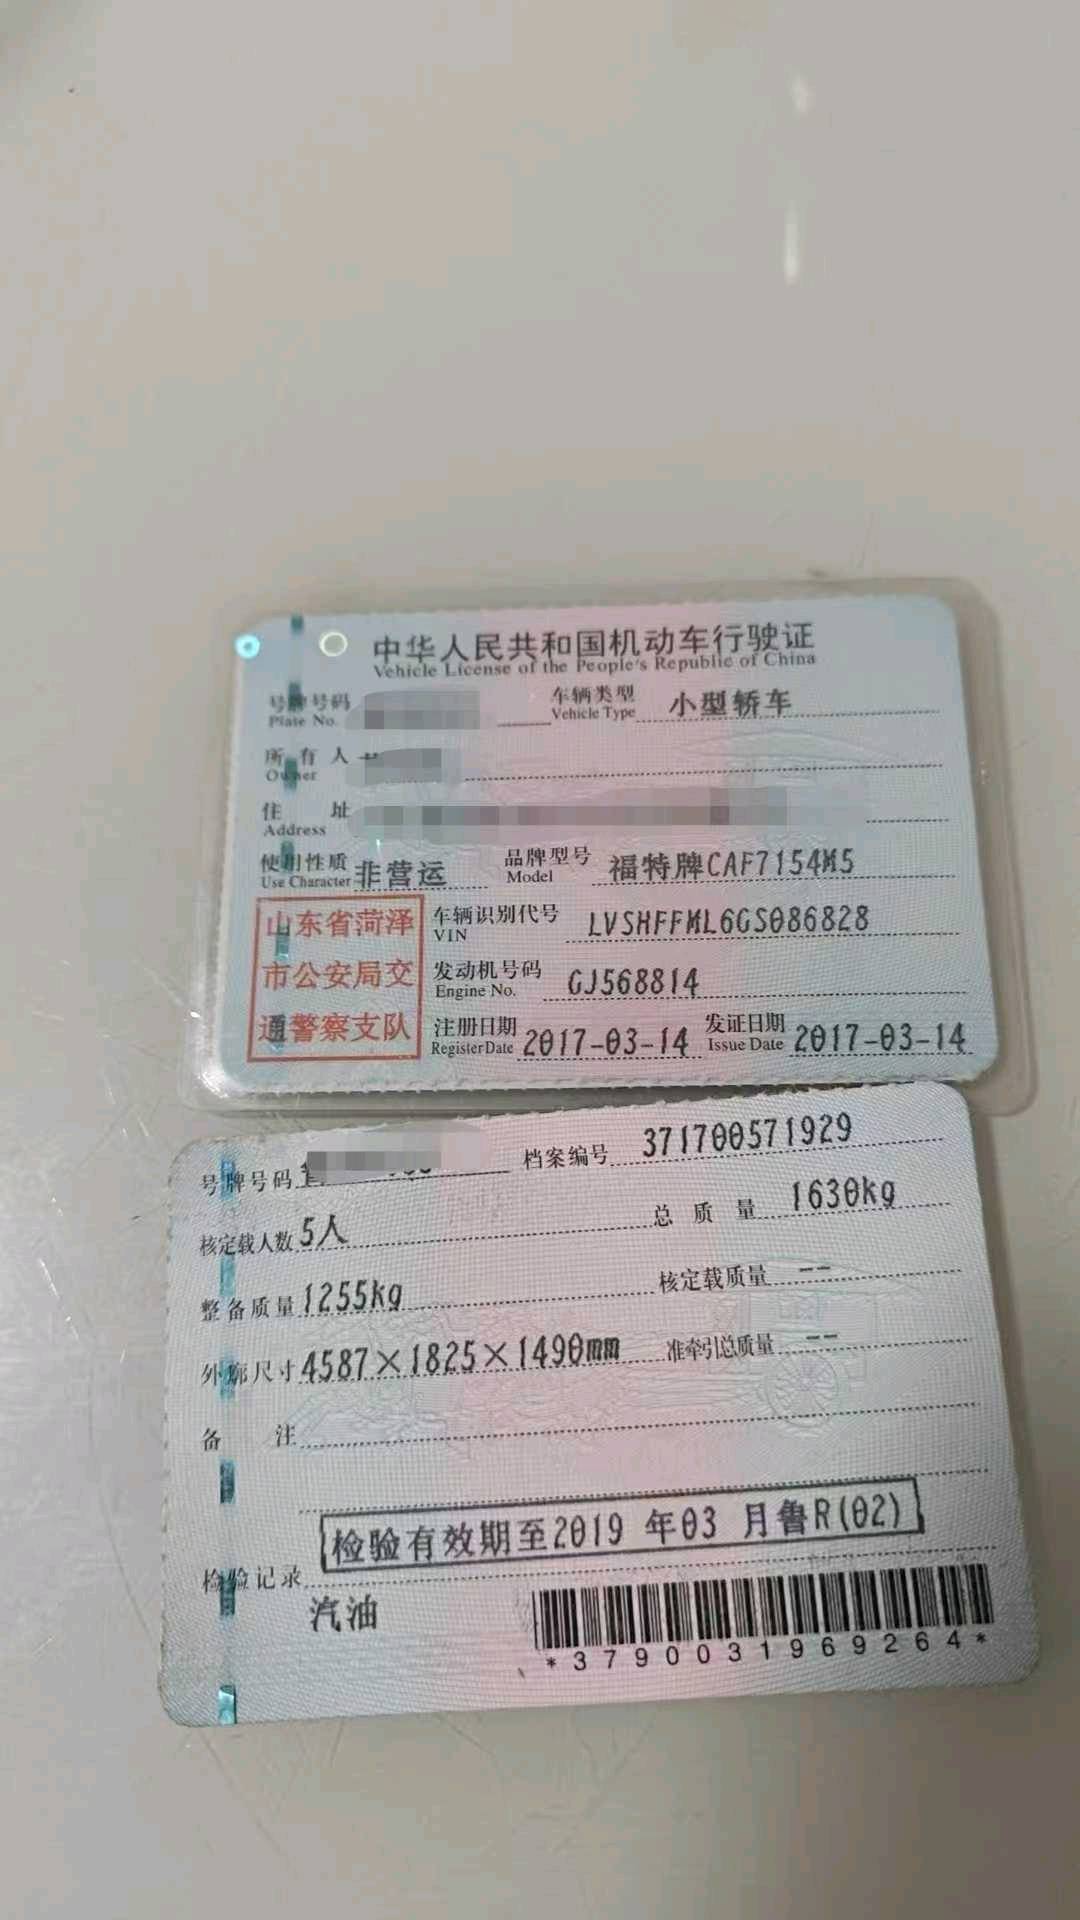 中华人民共和国机动车行驶证
Vehicle License of the People's Republic of China
号牌号码 车辆类型 小型轿车
Plate No. Vehicle Type
所有人
Owner
住址
Address
使用性质 非营运 品牌型号 福特牌CAF7154M5
Use Character Model
山东省菏泽
市公安局交
通警察支队
车辆识别代号 LVSHFFML6GS086828
VIN
发动机号码 GJ568814
Engine No.
注册日期 2017-03-14 发证日期 2017-03-14
Register Date Issue Date
号牌号码 档案编号 371700571929
核定载人数 5人 总质量 1630kg
整备质量 1255kg 核定载质量 --
外廓尺寸 4587×1825×1490mm 准牵引总质量 --
备注
检验有效期至2019年03月鲁R(02)
检验记录
汽油
*3790031969264*